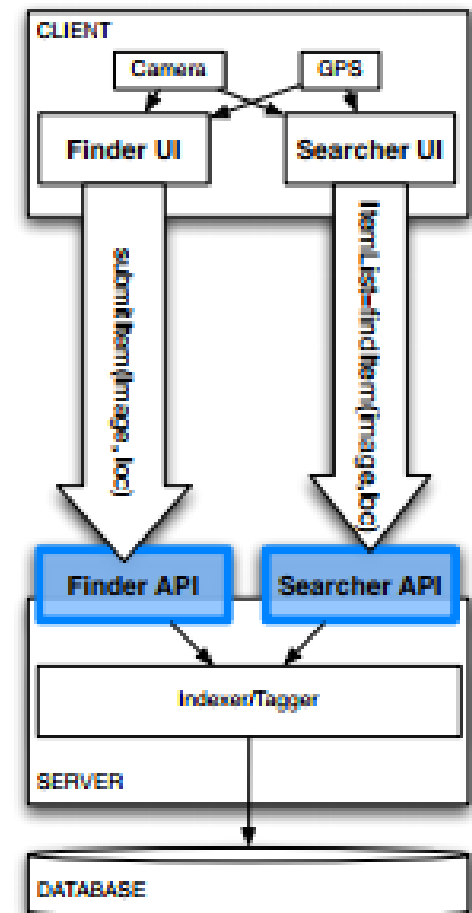 CLIENT
Camera
GPS
Finder UI
Searcher UI
submitItem(image, loc)
itemList=findItem(image,loc)
Finder API
Searcher API
Indexer/Tagger
SERVER
DATABASE